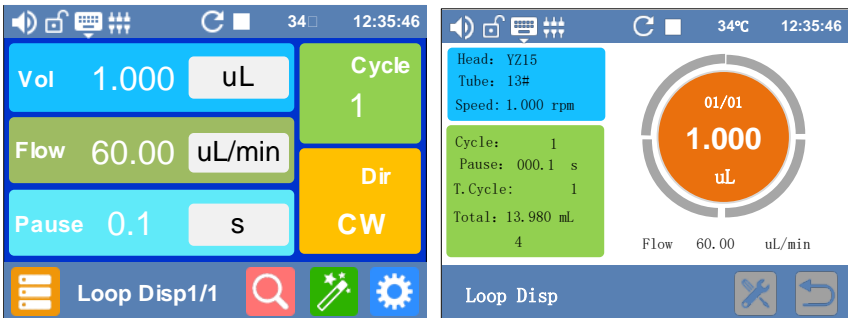 34□ 12:35:46
Vol 1.000 uL
Cycle
1
Flow 60.00 uL/min
Dir
CW
Pause 0.1 s
Loop Disp1/1
34℃ 12:35:46
Head: YZ15
Tube: 13#
Speed: 1.000 rpm
Cycle: 1
Pause: 000.1 s
T.Cycle: 1
Total: 13.980 mL
4
01/01
1.000
uL
Flow 60.00 uL/min
Loop Disp